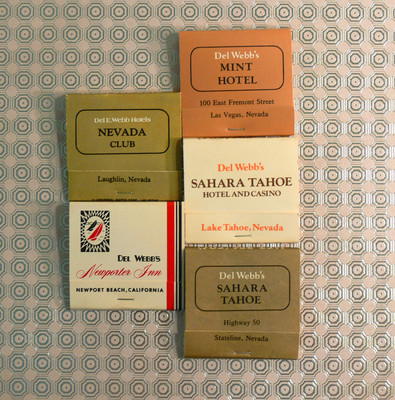 Del Webb's
MINT
HOTEL
100 East Fremont Street
Las Vegas, Nevada
Del E. Webb Hotels
NEVADA
CLUB
Laughlin, Nevada
Del Webb's
SAHARA TAHOE
HOTEL AND CASINO
Lake Tahoe, Nevada
DEL WEBB'S
Newporter Inn
NEWPORT BEACH, CALIFORNIA
Del Webb's
SAHARA
TAHOE
Highway 50
Stateline, Nevada